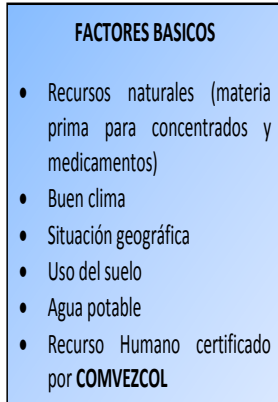 FACTORES BASICOS
• Recursos naturales (materia
prima para concentrados y
medicamentos)
• Buen clima
• Situación geográfica
• Uso del suelo
• Agua potable
• Recurso Humano certificado
por COMVEZCOL